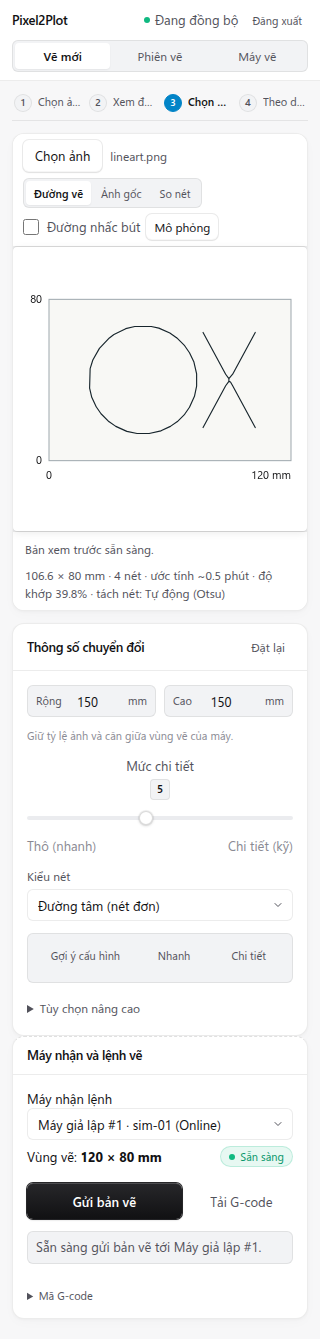 Pixel2Plot
Đang đồng bộ
Đăng xuất
Vẽ mới
Phiên vẽ
Máy vẽ
1 Chọn ả...
2 Xem đ...
3 Chọn ...
4 Theo d...
Chọn ảnh
lineart.png
Đường vẽ
Ảnh gốc
So nét
Đường nhấc bút
Mô phỏng
80
0
0
120 mm
Bản xem trước sẵn sàng.
106.6 × 80 mm · 4 nét · ước tính ~0.5 phút · độ
khớp 39.8% · tách nét: Tự động (Otsu)
Thông số chuyển đổi
Đặt lại
Rộng 150 mm
Cao 150 mm
Giữ tỷ lệ ảnh và căn giữa vùng vẽ của máy.
Mức chi tiết
5
Thô (nhanh)
Chi tiết (kỹ)
Kiểu nét
Đường tâm (nét đơn)
Gợi ý cấu hình
Nhanh
Chi tiết
Tùy chọn nâng cao
Máy nhận và lệnh vẽ
Máy nhận lệnh
Máy giả lập #1 · sim-01 (Online)
Vùng vẽ: 120 × 80 mm
Sẵn sàng
Gửi bản vẽ
Tải G-code
Sẵn sàng gửi bản vẽ tới Máy giả lập #1.
Mã G-code